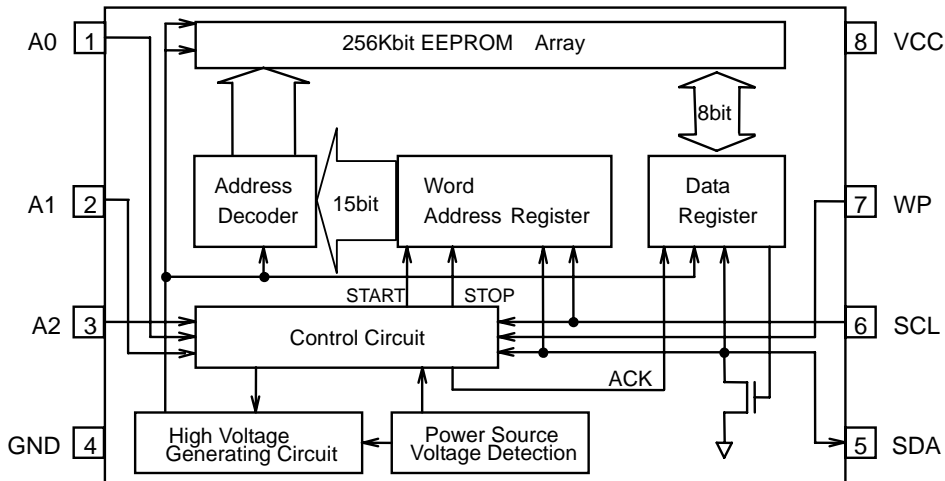 A0 1
256Kbit EEPROM Array
8 VCC
8bit
A1 2
Address
Decoder
15bit
Word
Address Register
Data
Register
7 WP
START
STOP
A2 3
Control Circuit
6 SCL
ACK
GND 4
High Voltage
Generating Circuit
Power Source
Voltage Detection
5 SDA